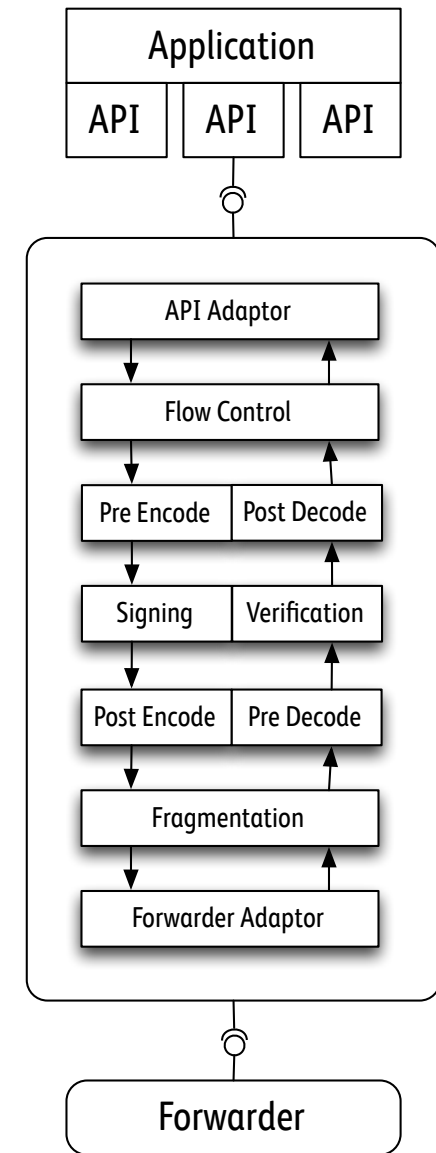 Application
API API API
API Adaptor
Flow Control
Pre Encode Post Decode
Signing Verification
Post Encode Pre Decode
Fragmentation
Forwarder Adaptor
Forwarder